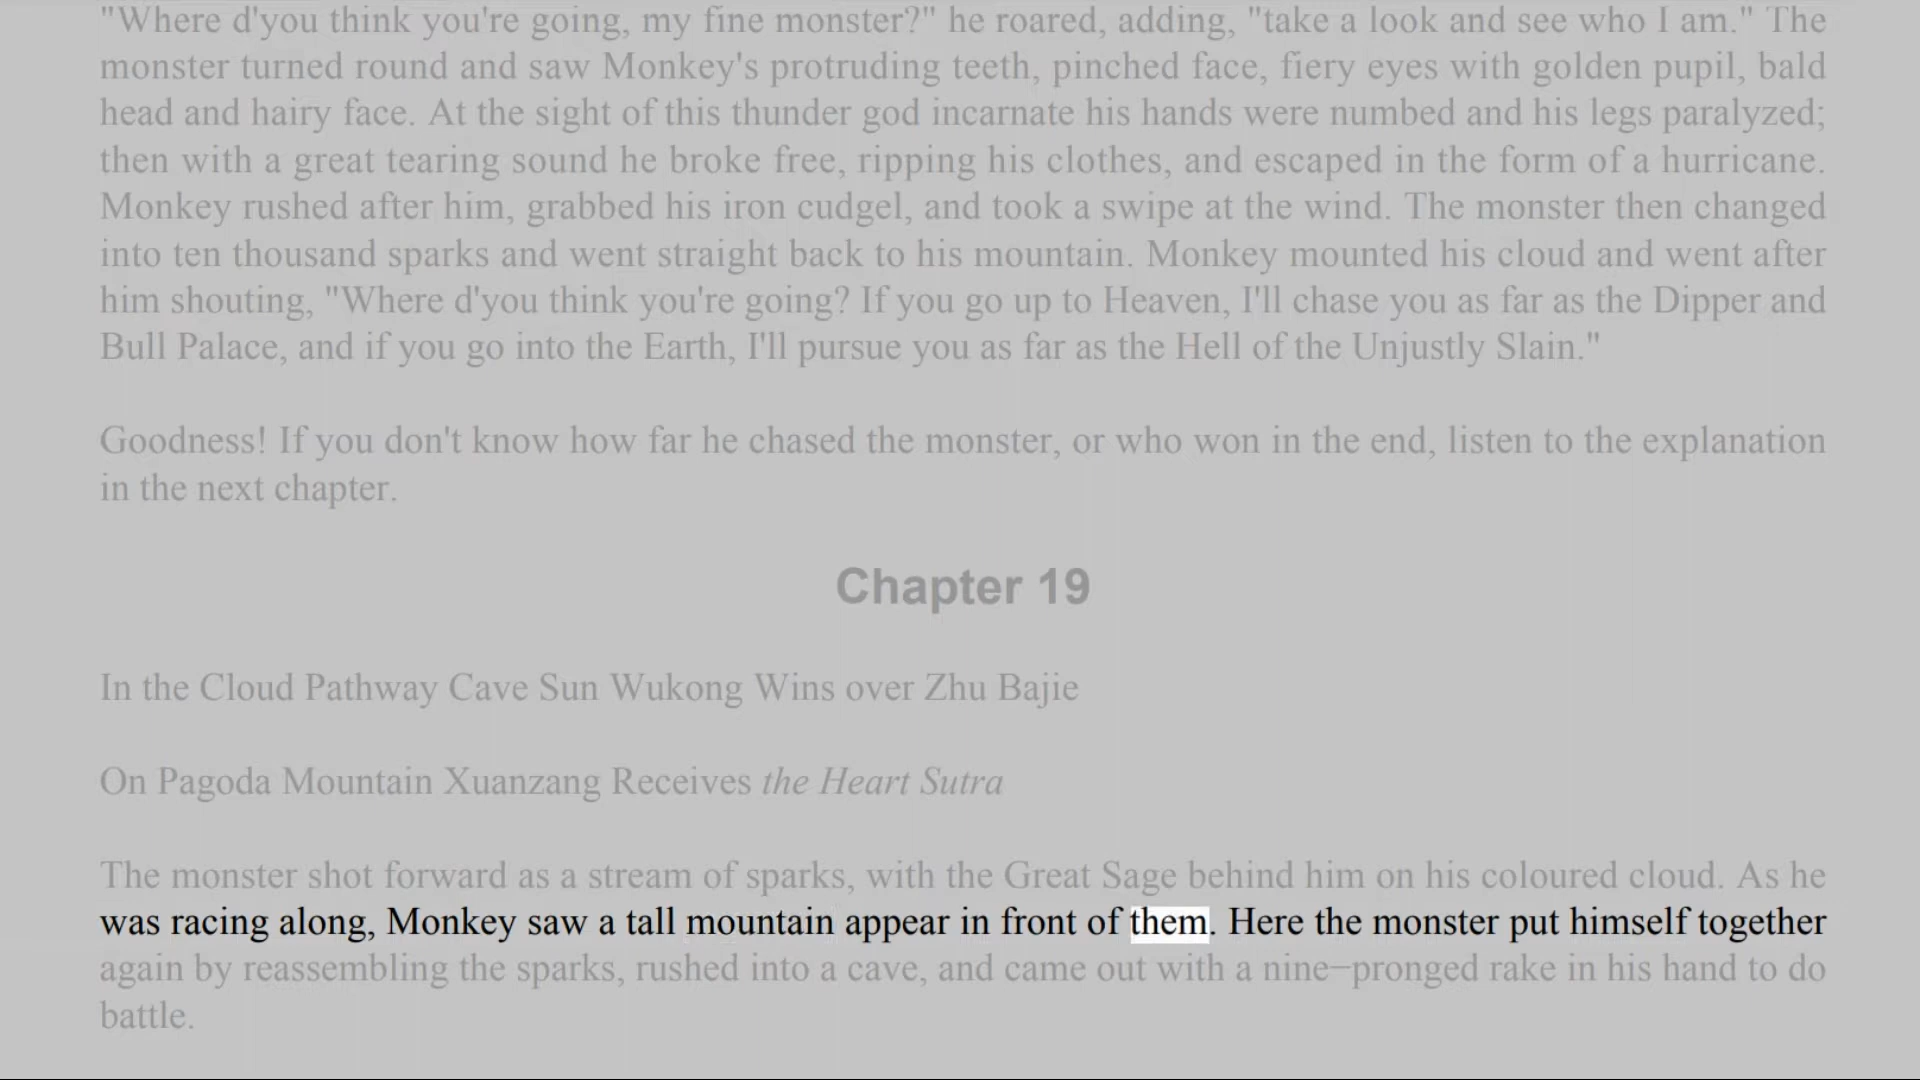 "Where d'you think you're going, my fine monster?" he roared, adding, "take a look and see who I am." The
monster turned round and saw Monkey's protruding teeth, pinched face, fiery eyes with golden pupil, bald
head and hairy face. At the sight of this thunder god incarnate his hands were numbed and his legs paralyzed;
then with a great tearing sound he broke free, ripping his clothes, and escaped in the form of a hurricane.
Monkey rushed after him, grabbed his iron cudgel, and took a swipe at the wind. The monster then changed
into ten thousand sparks and went straight back to his mountain. Monkey mounted his cloud and went after
him shouting, "Where d'you think you're going? If you go up to Heaven, I'll chase you as far as the Dipper and
Bull Palace, and if you go into the Earth, I'll pursue you as far as the Hell of the Unjustly Slain."
Goodness! If you don't know how far he chased the monster, or who won in the end, listen to the explanation
in the next chapter.
Chapter 19
In the Cloud Pathway Cave Sun Wukong Wins over Zhu Bajie
On Pagoda Mountain Xuanzang Receives the Heart Sutra
The monster shot forward as a stream of sparks, with the Great Sage behind him on his coloured cloud. As he
was racing along, Monkey saw a tall mountain appear in front of them. Here the monster put himself together
again by reassembling the sparks, rushed into a cave, and came out with a nine−pronged rake in his hand to do
battle.